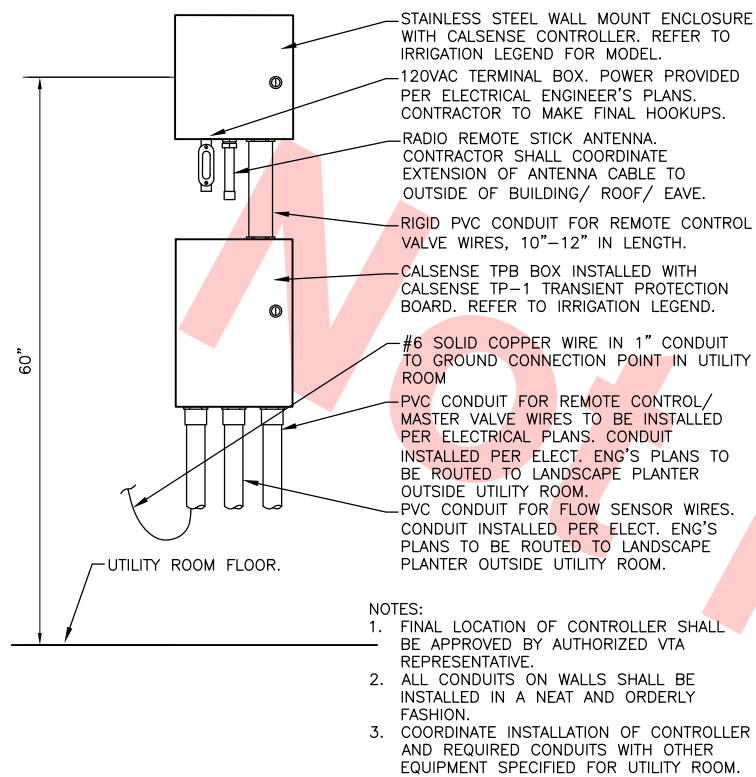 STAINLESS STEEL WALL MOUNT ENCLOSURE
WITH CALSENSE CONTROLLER. REFER TO
IRRIGATION LEGEND FOR MODEL.
120VAC TERMINAL BOX. POWER PROVIDED
PER ELECTRICAL ENGINEER'S PLANS.
CONTRACTOR TO MAKE FINAL HOOKUPS.
RADIO REMOTE STICK ANTENNA.
CONTRACTOR SHALL COORDINATE
EXTENSION OF ANTENNA CABLE TO
OUTSIDE OF BUILDING/ ROOF/ EAVE.
RIGID PVC CONDUIT FOR REMOTE CONTROL
VALVE WIRES, 10"-12" IN LENGTH.
CALSENSE TPB BOX INSTALLED WITH
CALSENSE TP-1 TRANSIENT PROTECTION
BOARD. REFER TO IRRIGATION LEGEND.
#6 SOLID COPPER WIRE IN 1" CONDUIT
TO GROUND CONNECTION POINT IN UTILITY
ROOM
PVC CONDUIT FOR REMOTE CONTROL/
MASTER VALVE WIRES TO BE INSTALLED
PER ELECTRICAL PLANS. CONDUIT
INSTALLED PER ELECT. ENG'S PLANS TO
BE ROUTED TO LANDSCAPE PLANTER
OUTSIDE UTILITY ROOM.
PVC CONDUIT FOR FLOW SENSOR WIRES.
CONDUIT INSTALLED PER ELECT. ENG'S
PLANS TO BE ROUTED TO LANDSCAPE
PLANTER OUTSIDE UTILITY ROOM.
60"
UTILITY ROOM FLOOR.
NOTES:
1. FINAL LOCATION OF CONTROLLER SHALL
BE APPROVED BY AUTHORIZED VTA
REPRESENTATIVE.
2. ALL CONDUITS ON WALLS SHALL BE
INSTALLED IN A NEAT AND ORDERLY
FASHION.
3. COORDINATE INSTALLATION OF CONTROLLER
AND REQUIRED CONDUITS WITH OTHER
EQUIPMENT SPECIFIED FOR UTILITY ROOM.
Not